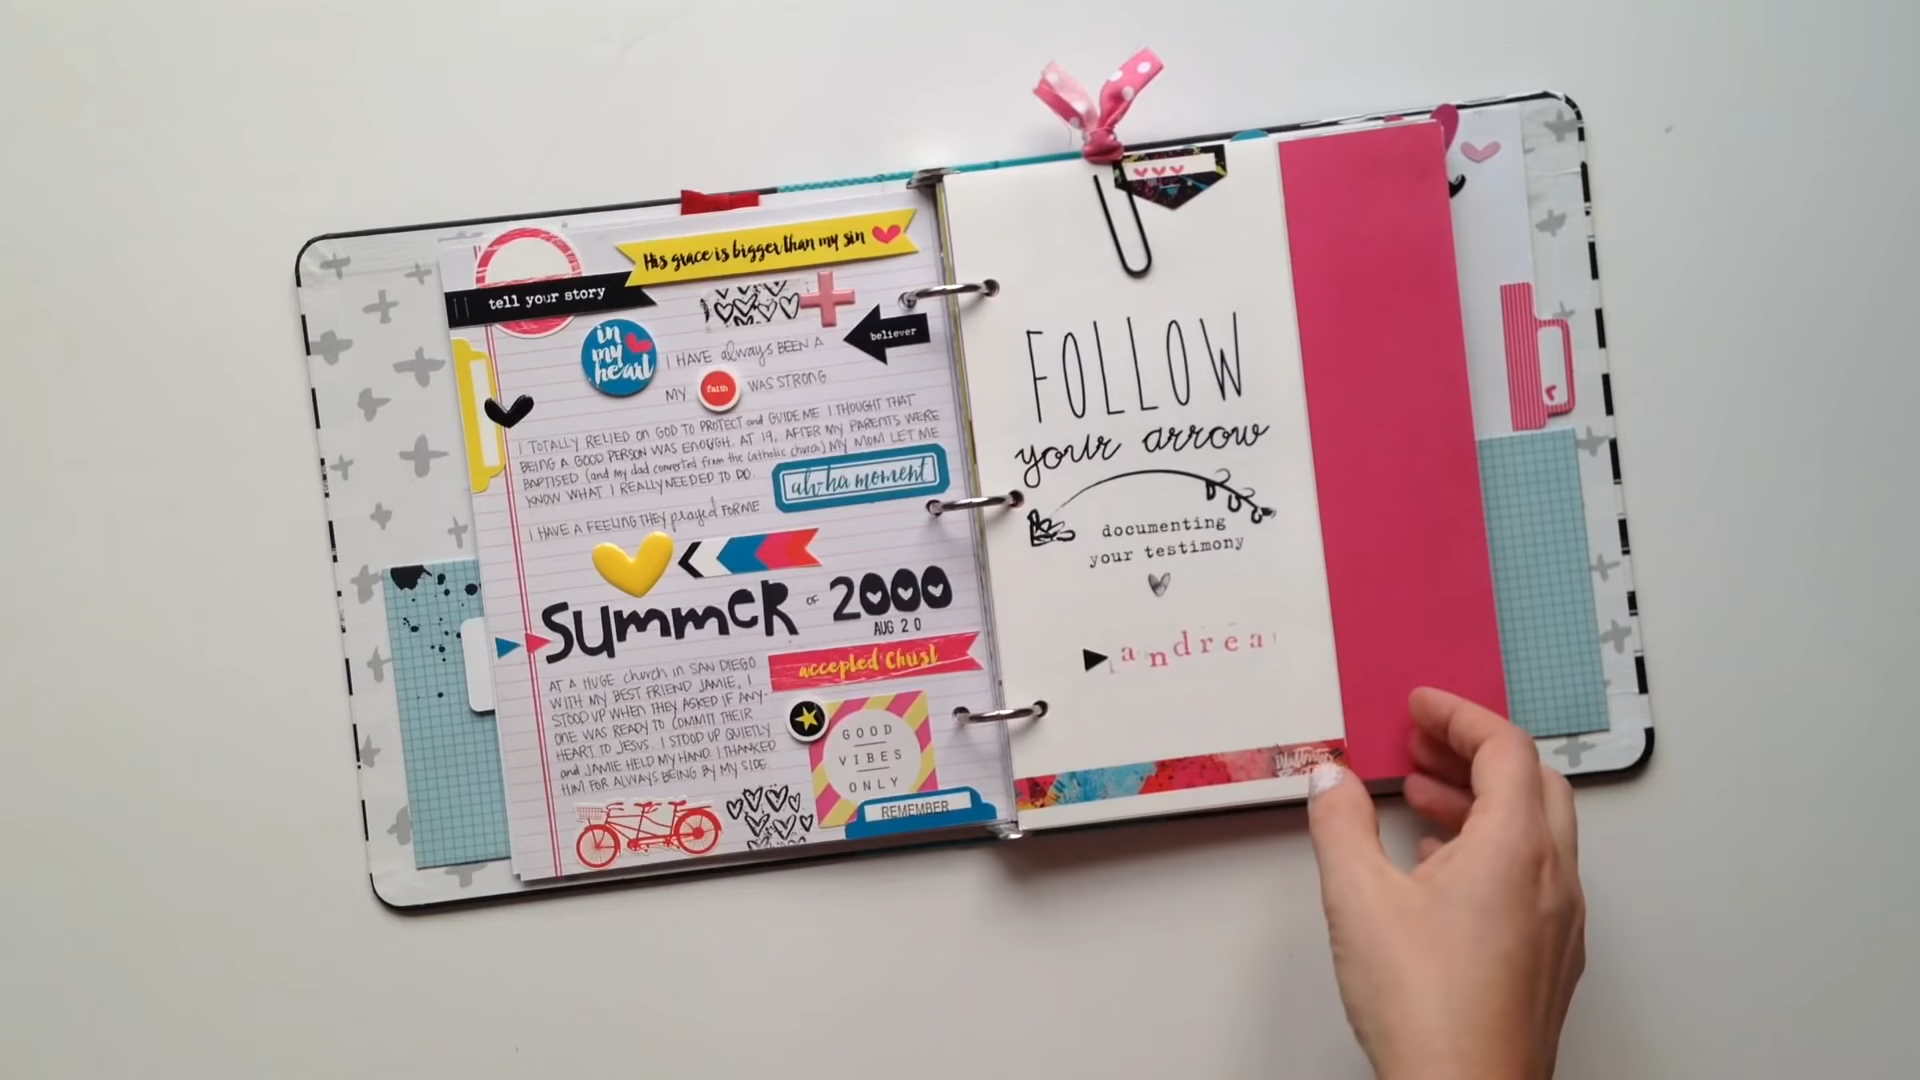 His grace is bigger than my sin
tell your story
in
my
heart
I HAVE always BEEN A
believer
MY faith WAS STRONG.
I TOTALLY RELIED on GOD TO PROTECT and GUIDE ME. I THOUGHT THAT
BEING A GOOD PERSON WAS ENOUGH. AT 19, AFTER MY PARENTS WERE
BAPTISED (and my dad converted from the Catholic church) MY MOM LET ME
KNOW WHAT I REALLY NEEDED TO DO.
ah-ha moment
I HAVE A FEELING THEY prayed FOR ME
SUMMER OF 2000
AUG 20
accepted Christ
AT A HUGE church in SAN DIEGO
WITH MY BEST FRIEND JAMIE, I
STOOD UP WHEN THEY ASKED IF ANY-
ONE WAS READY TO COMMIT THEIR
HEART TO JESUS. I STOOD UP QUIETLY
and JAMIE HELD MY HAND. I THANKED
HIM FOR ALWAYS BEING BY MY SIDE.
GOOD
VIBES
ONLY
REMEMBER
FOLLOW
your arrow
documenting
your testimony
andrea